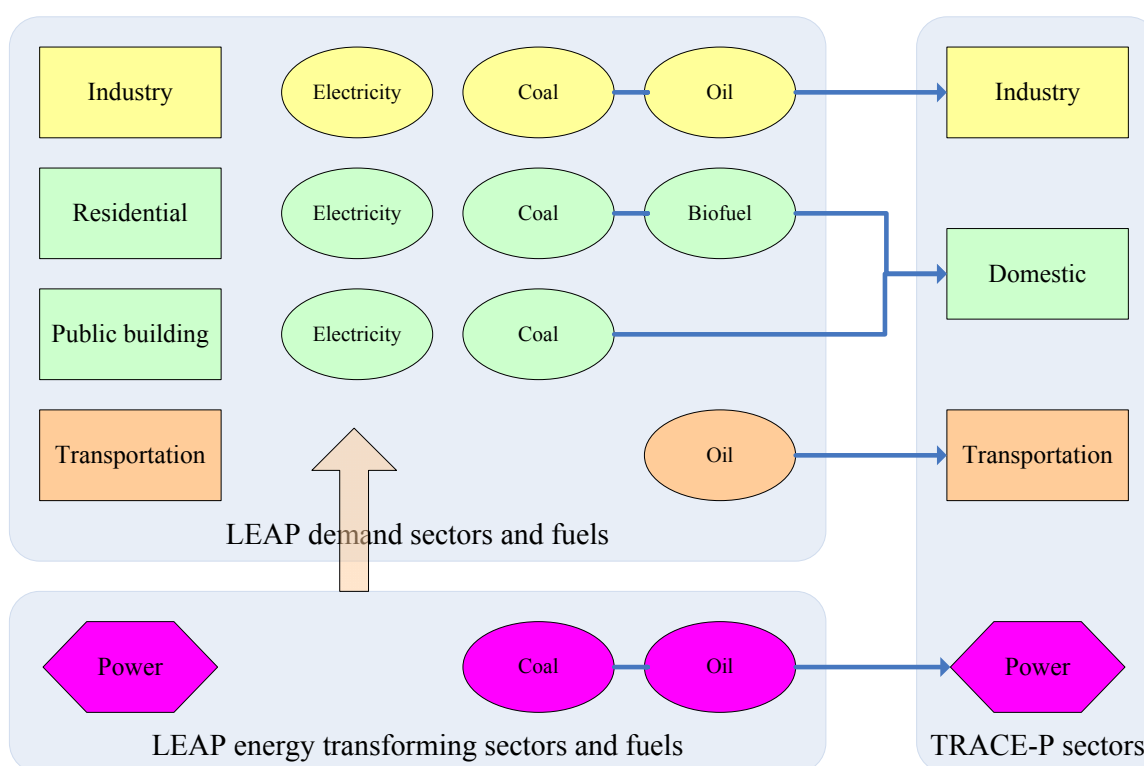 Industry
Electricity
Coal
Oil
Industry
Residential
Electricity
Coal
Biofuel
Domestic
Public building
Electricity
Coal
Transportation
Oil
Transportation
LEAP demand sectors and fuels
Power
Coal
Oil
Power
LEAP energy transforming sectors and fuels
TRACE-P sectors